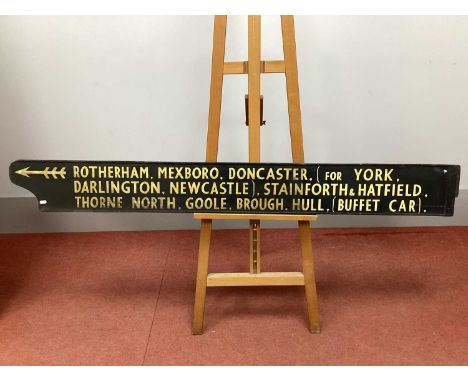 ROTHERHAM, MEXBORO, DONCASTER, (FOR YORK,
DARLINGTON, NEWCASTLE), STAINFORTH & HATFIELD,
THORNE NORTH, GOOLE, BROUGH, HULL, (BUFFET CAR).